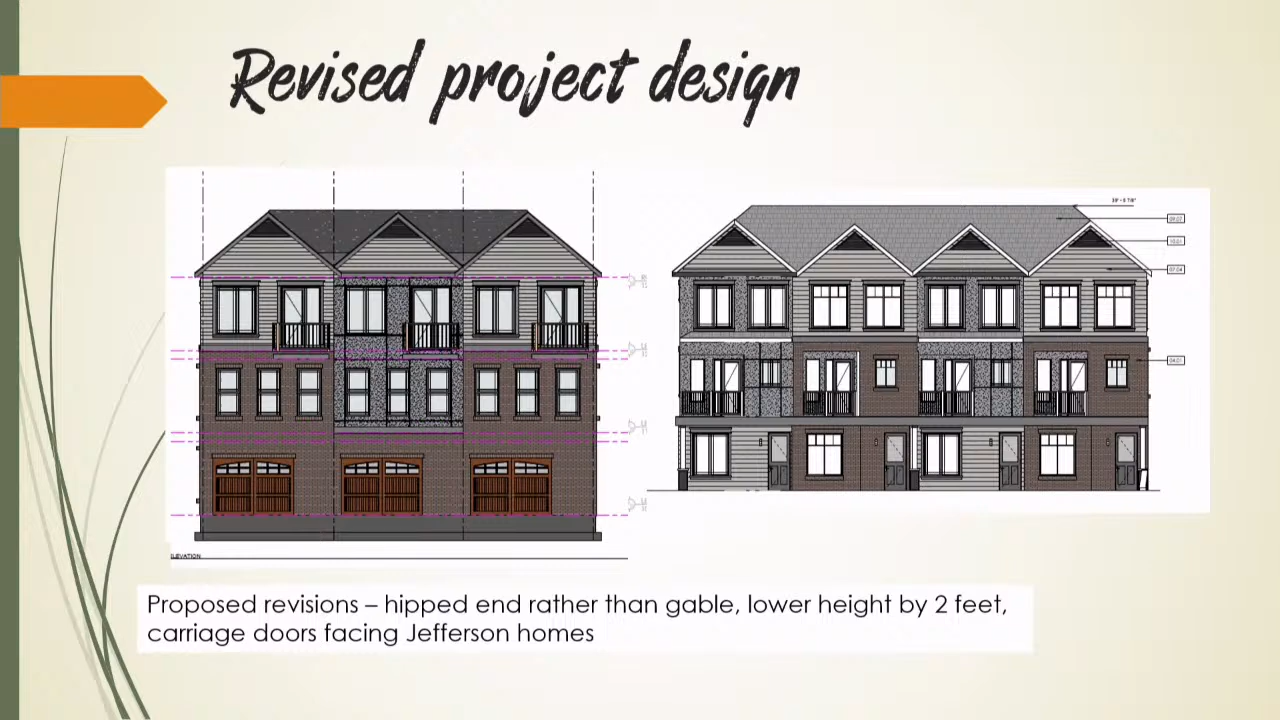 Revised project design
ELEVATION
Proposed revisions – hipped end rather than gable, lower height by 2 feet,
carriage doors facing Jefferson homes